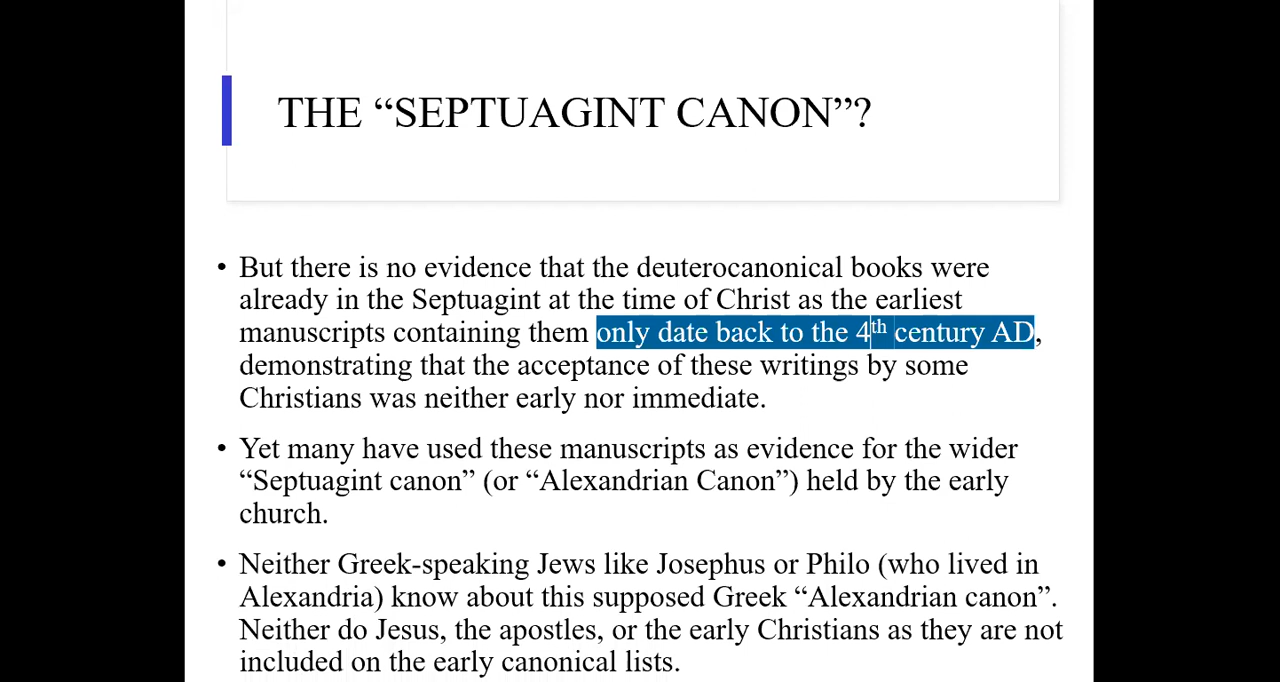 THE “SEPTUAGINT CANON”?
• But there is no evidence that the deuterocanonical books were
already in the Septuagint at the time of Christ as the earliest
manuscripts containing them only date back to the 4th century AD,
demonstrating that the acceptance of these writings by some
Christians was neither early nor immediate.
• Yet many have used these manuscripts as evidence for the wider
“Septuagint canon” (or “Alexandrian Canon”) held by the early
church.
• Neither Greek-speaking Jews like Josephus or Philo (who lived in
Alexandria) know about this supposed Greek “Alexandrian canon”.
Neither do Jesus, the apostles, or the early Christians as they are not
included on the early canonical lists.